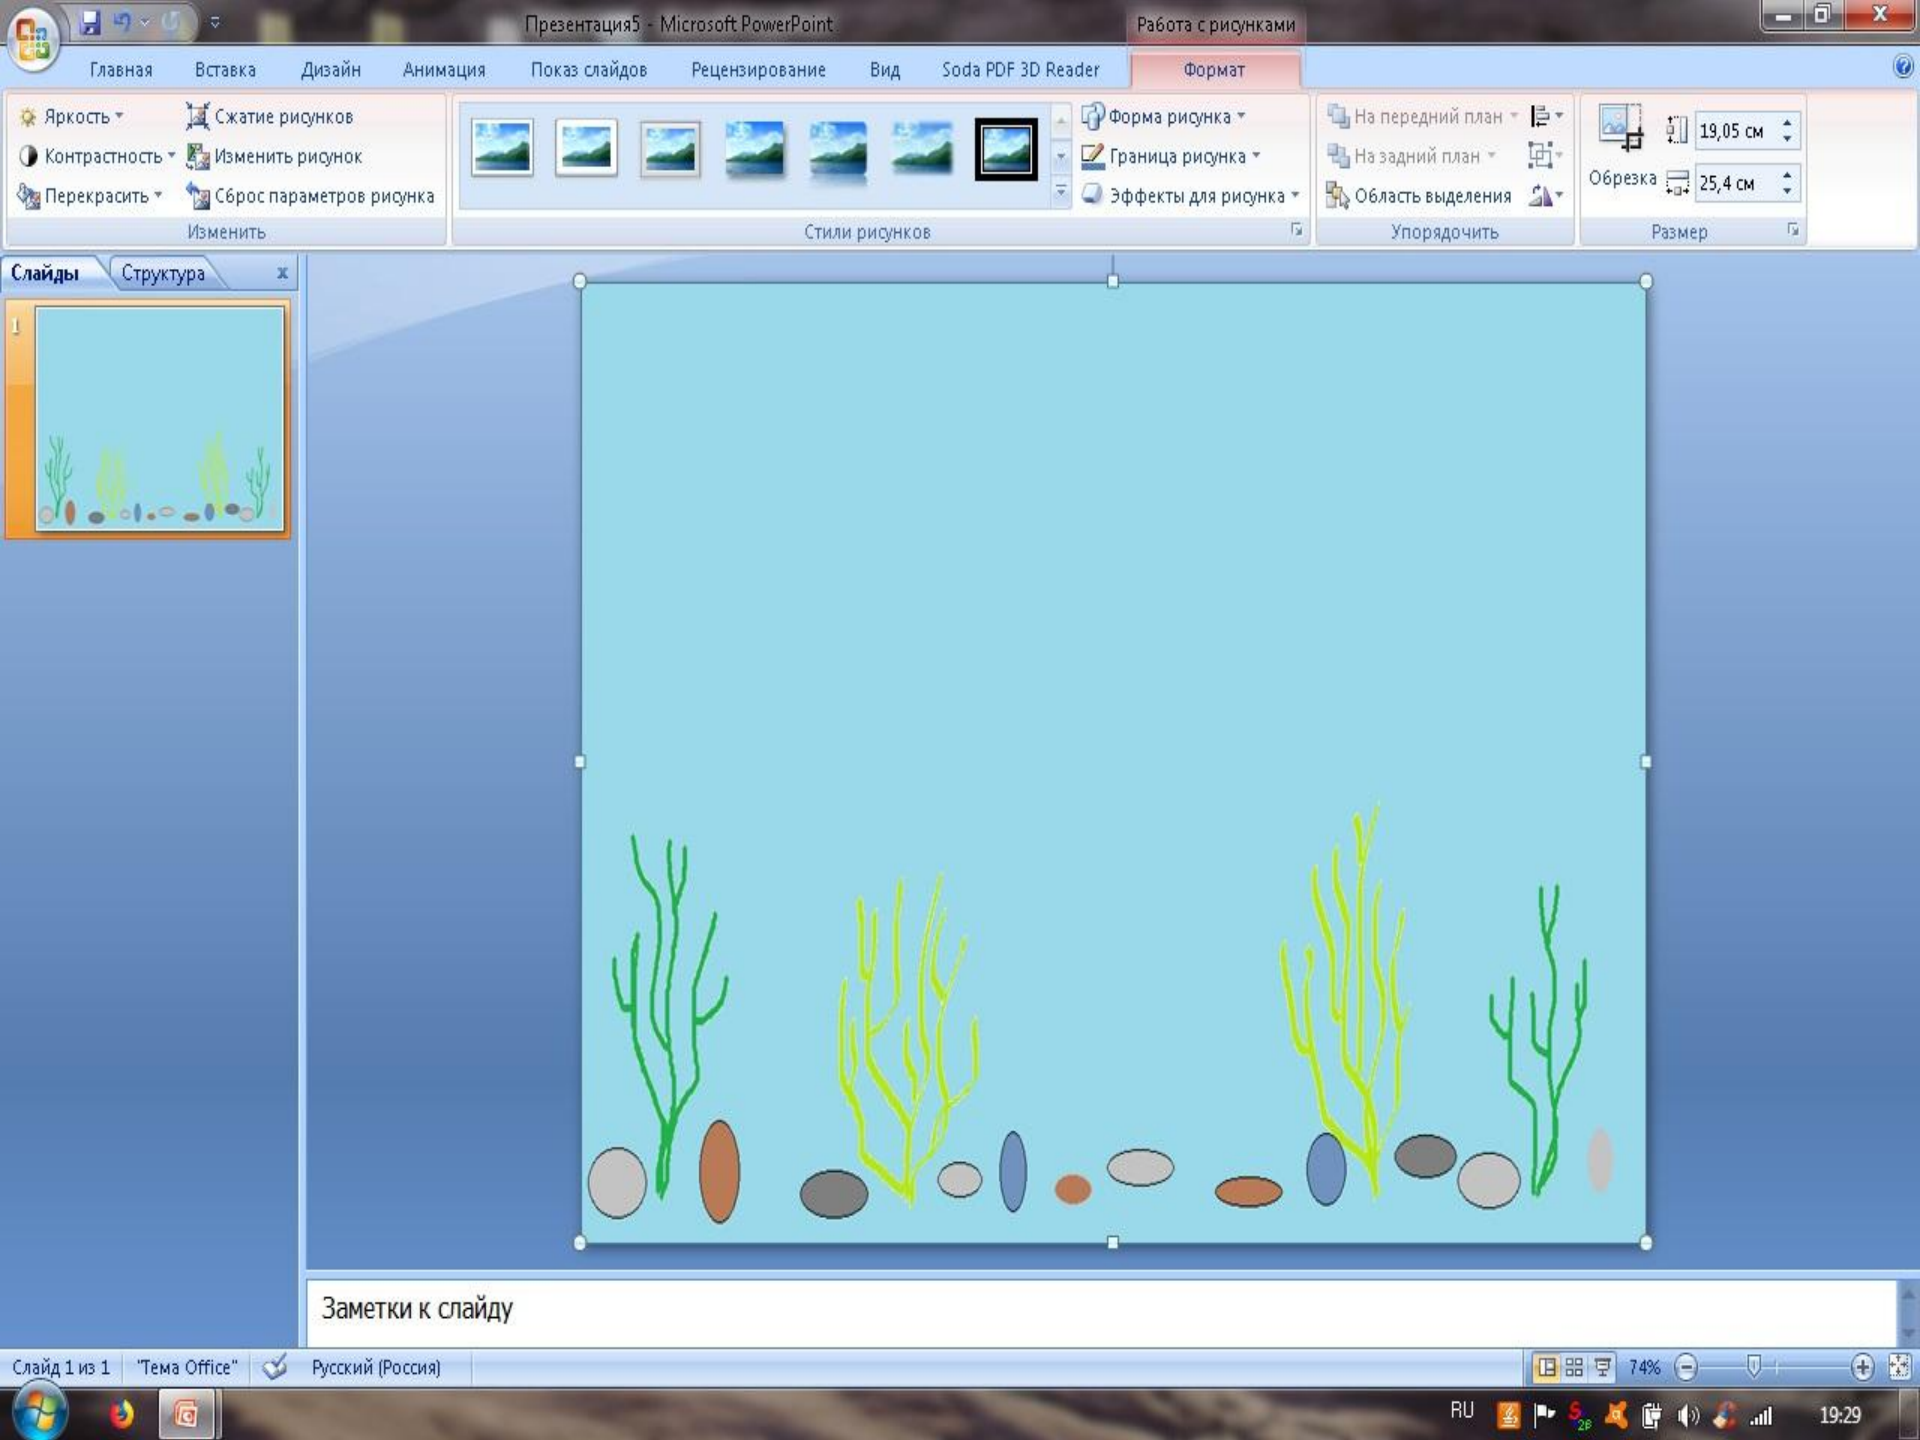 Презентация5 - Microsoft PowerPoint
Работа с рисунками
Главная Вставка Дизайн Анимация Показ слайдов Рецензирование Вид Soda PDF 3D Reader Формат
Яркость
Контрастность
Перекрасить
Сжатие рисунков
Изменить рисунок
Сброс параметров рисунка
Изменить
Форма рисунка
Граница рисунка
Эффекты для рисунка
Стили рисунков
На передний план
На задний план
Область выделения
Упорядочить
Обрезка
19,05 см
25,4 см
Размер
Слайды Структура x
1
Заметки к слайду
Слайд 1 из 1 "Тема Office" Русский (Россия) 74%
RU 19:29